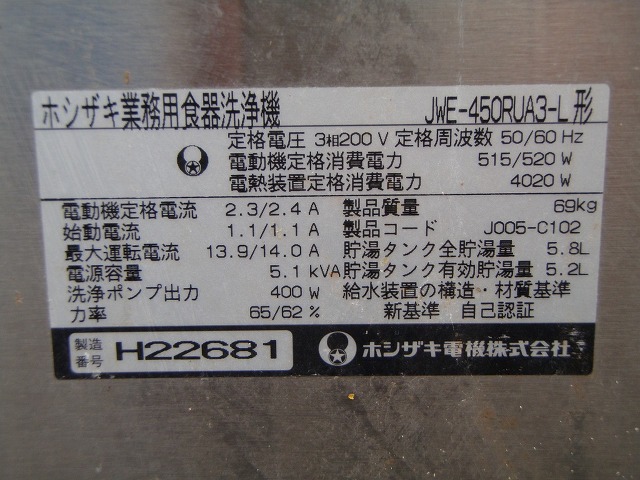 ホシザキ業務用食器洗浄機 JWE-450RUA3-L形
定格電圧 3相200V 定格周波数 50/60 Hz
電動機定格消費電力 515/520 W
電熱装置定格消費電力 4020 W
電動機定格電流 2.3/2.4 A 製品質量 69kg
始動電流 1.1/1.1 A 製品コード J005-C102
最大運転電流 13.9/14.0 A 貯湯タンク全貯湯量 5.8L
電源容量 5.1 kVA 貯湯タンク有効貯湯量 5.2L
洗浄ポンプ出力 400 W 給水装置の構造・材質基準
力率 65/62 % 新基準 自己認証
製造番号 H22681 ホシザキ電機株式会社